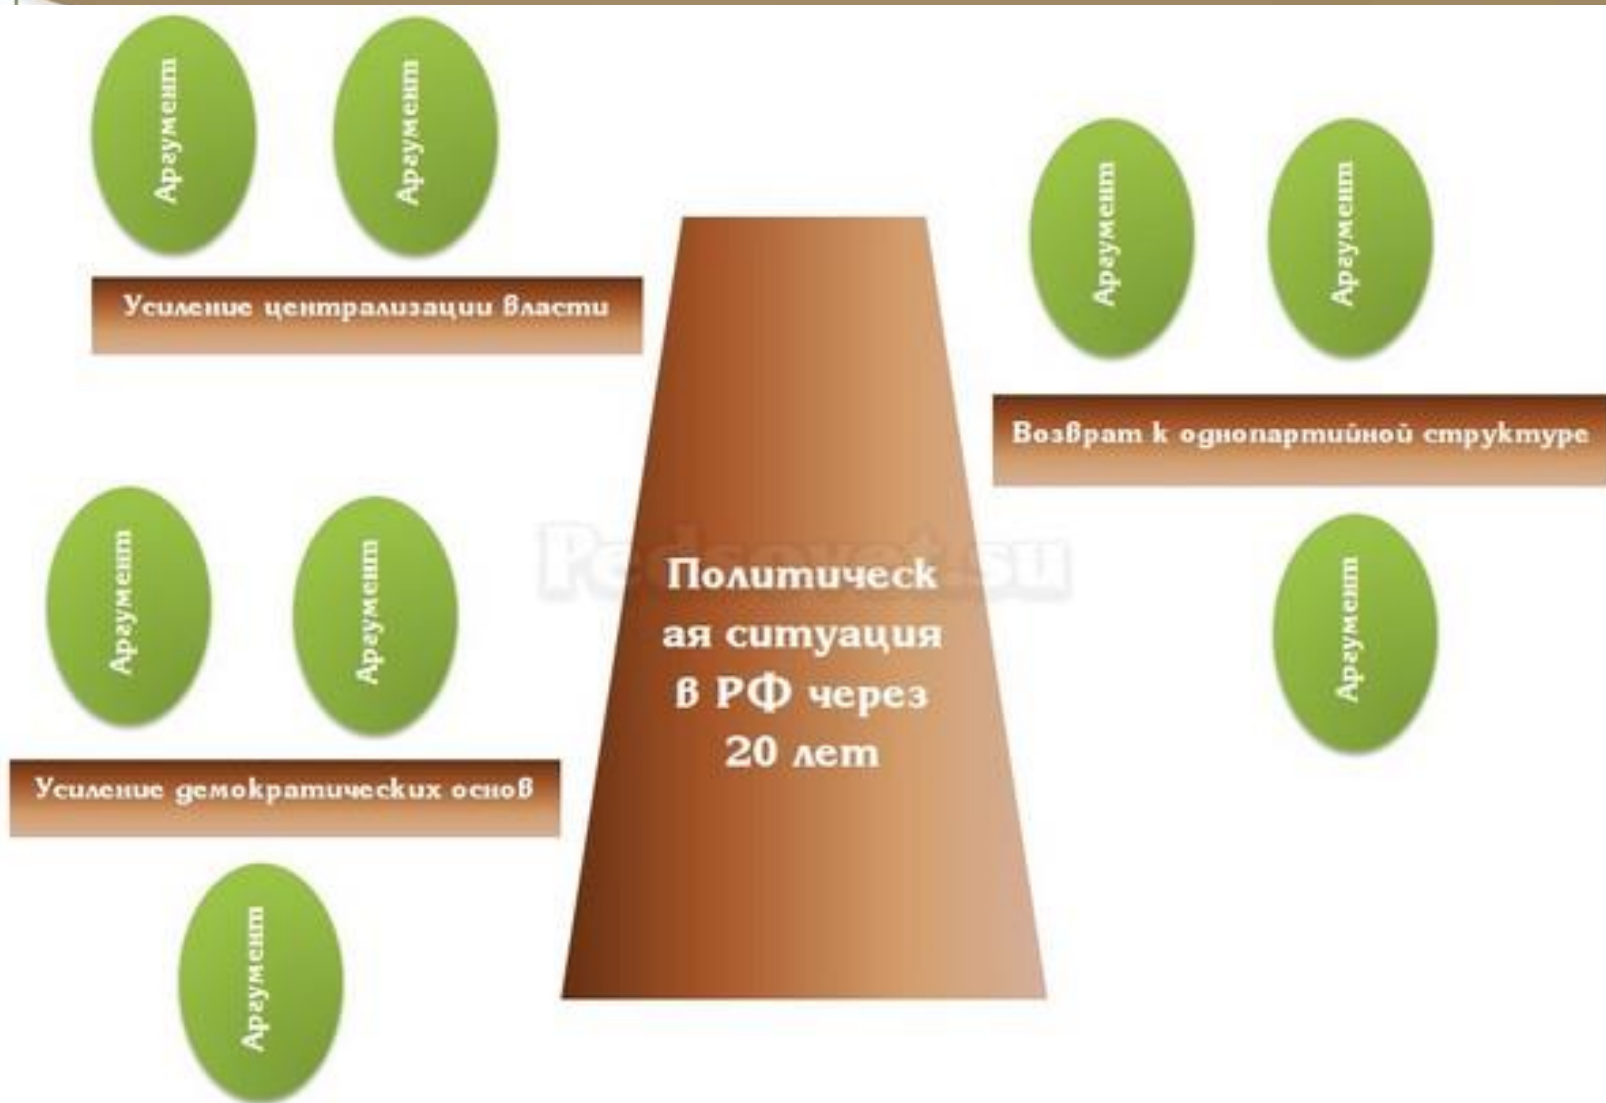 Аргумент
Аргумент
Усиление централизации власти
Аргумент
Аргумент
Возврат к однопартийной структуре
Аргумент
Аргумент
Аргумент
Усиление демократических основ
Аргумент
Pedsovet.su
Политическ
ая ситуация
в РФ через
20 лет